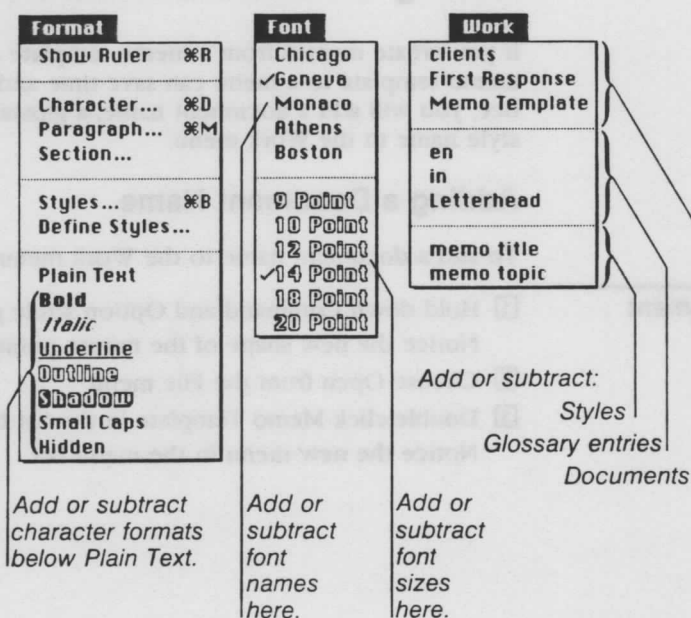 Format
Show Ruler ⌘R
Character... ⌘D
Paragraph... ⌘M
Section...
Styles... ⌘B
Define Styles...
Plain Text
Bold
Italic
Underline
Outline
Shadow
Small Caps
Hidden
Add or subtract
character formats
below Plain Text.
Font
Chicago
✓Geneva
Monaco
Athens
Boston
9 Point
10 Point
12 Point
✓14 Point
18 Point
20 Point
Add or
subtract
font
names
here.
Add or
subtract
font
sizes
here.
Work
clients
First Response
Memo Template
en
in
Letterhead
memo title
memo topic
Add or subtract:
Styles
Glossary entries
Documents